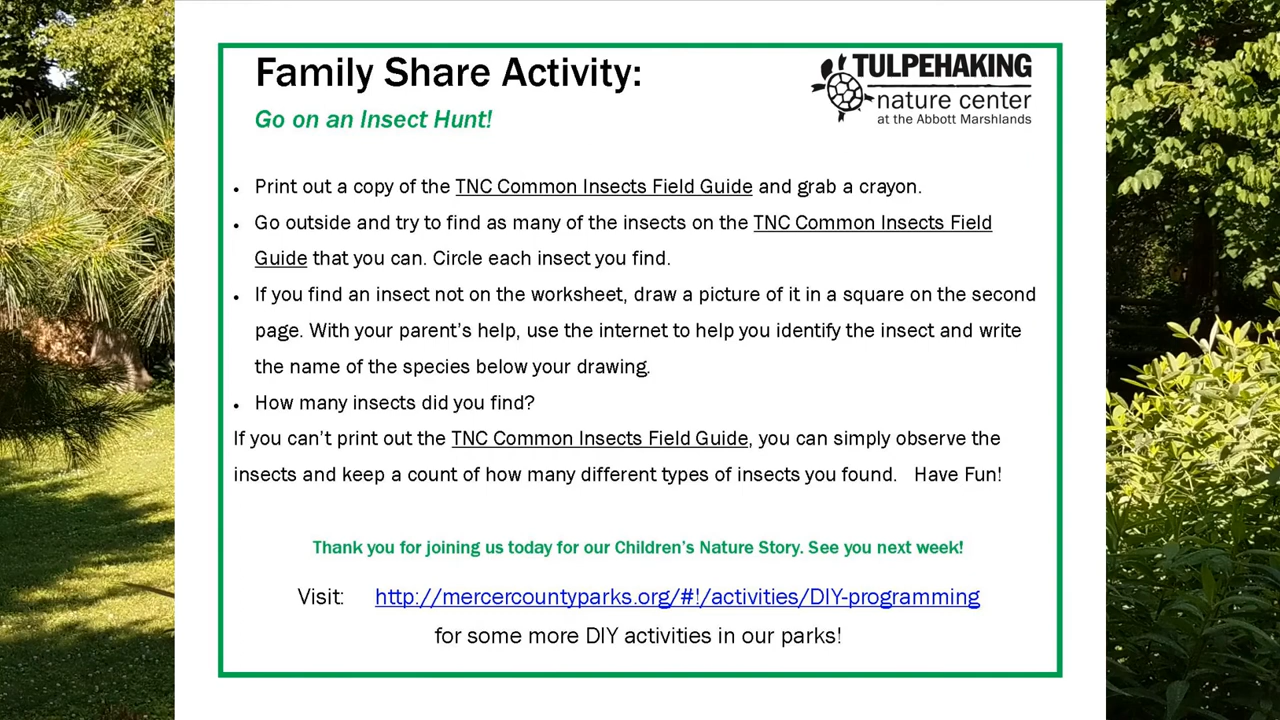 Family Share Activity:
TULPEHAKING
nature center
at the Abbott Marshlands
Go on an Insect Hunt!
• Print out a copy of the TNC Common Insects Field Guide and grab a crayon.
• Go outside and try to find as many of the insects on the TNC Common Insects Field
Guide that you can. Circle each insect you find.
• If you find an insect not on the worksheet, draw a picture of it in a square on the second
page. With your parent’s help, use the internet to help you identify the insect and write
the name of the species below your drawing.
• How many insects did you find?
If you can’t print out the TNC Common Insects Field Guide, you can simply observe the
insects and keep a count of how many different types of insects you found. Have Fun!
Thank you for joining us today for our Children’s Nature Story. See you next week!
Visit: http://mercercountyparks.org/#!/activities/DIY-programming
for some more DIY activities in our parks!